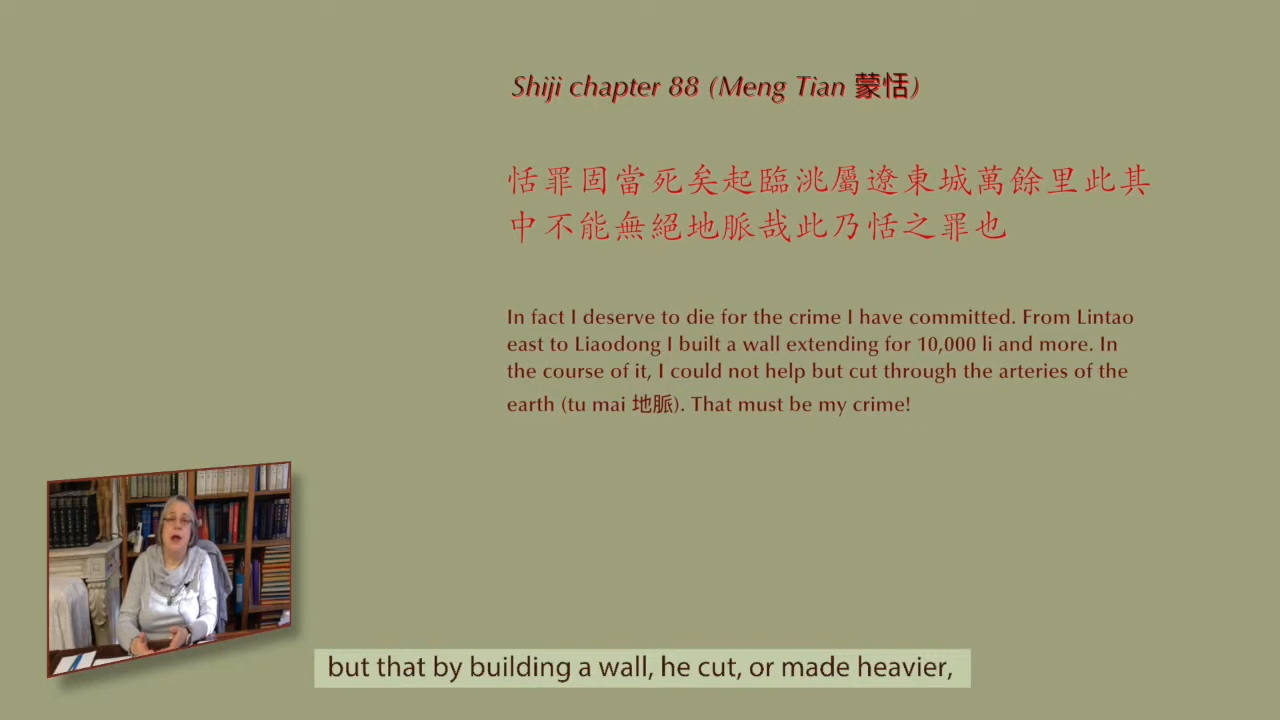 Shiji chapter 88 (Meng Tian 蒙恬)
恬罪固當死矣起臨洮屬遼東城萬餘里此其
中不能無絕地脈哉此乃恬之罪也
In fact I deserve to die for the crime I have committed. From Lintao
east to Liaodong I built a wall extending for 10,000 li and more. In
the course of it, I could not help but cut through the arteries of the
earth (tu mai 地脈). That must be my crime!
but that by building a wall, he cut, or made heavier,